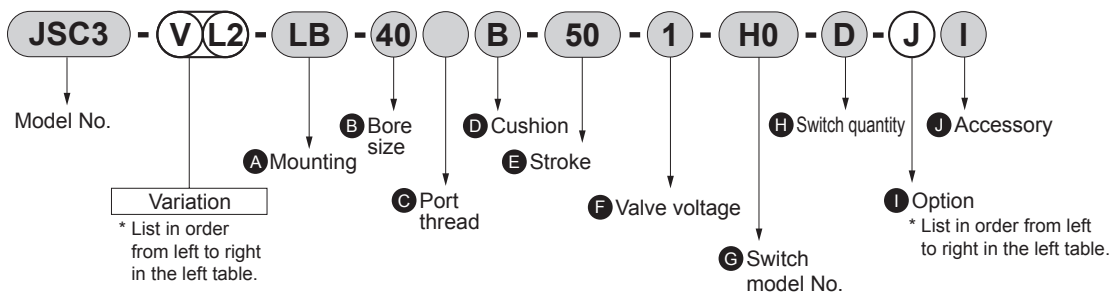 JSC3 - V L2 - LB - 40 B - 50 - 1 - H0 - D - J I
Model No.
Variation
* List in order
from left to right
in the left table.
A Mounting
B Bore
size
C Port
thread
D Cushion
E Stroke
F Valve voltage
G Switch
model No.
H Switch quantity
I Option
* List in order from left
to right in the left table.
J Accessory